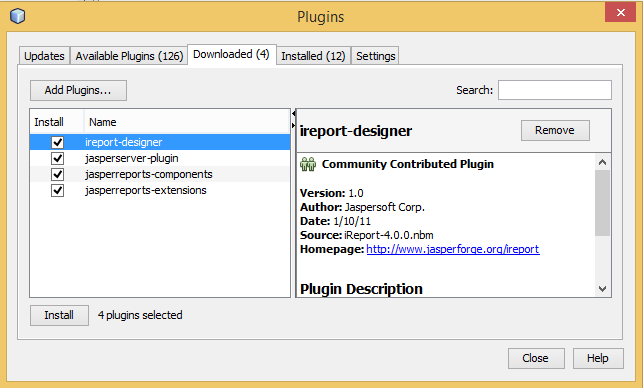 Plugins
Updates Available Plugins (126) Downloaded (4) Installed (12) Settings
Add Plugins... Search:
Install Name
ireport-designer
jasperserver-plugin
jasperreports-components
jasperreports-extensions
ireport-designer Remove
Community Contributed Plugin
Version: 1.0
Author: Jaspersoft Corp.
Date: 1/10/11
Source: iReport-4.0.0.nbm
Homepage: http://www.jasperforge.org/ireport
Plugin Description
Install 4 plugins selected
Close Help